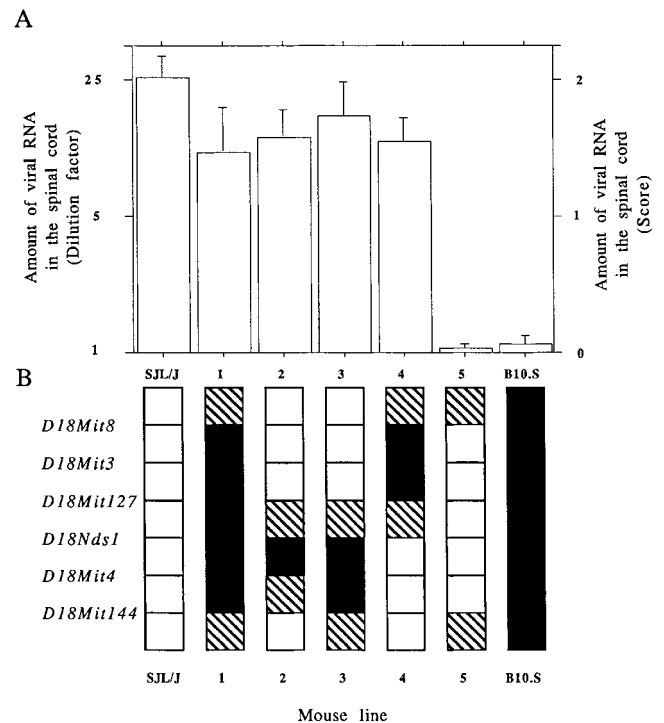 A
Amount of viral RNA
in the spinal cord
(Dilution factor)
25
5
1
2
1
0
Amount of viral RNA
in the spinal cord
(Score)
SJL/J 1 2 3 4 5 B10.S
B
D18Mit8
D18Mit3
D18Mit127
D18Nds1
D18Mit4
D18Mit144
SJL/J 1 2 3 4 5 B10.S
Mouse line